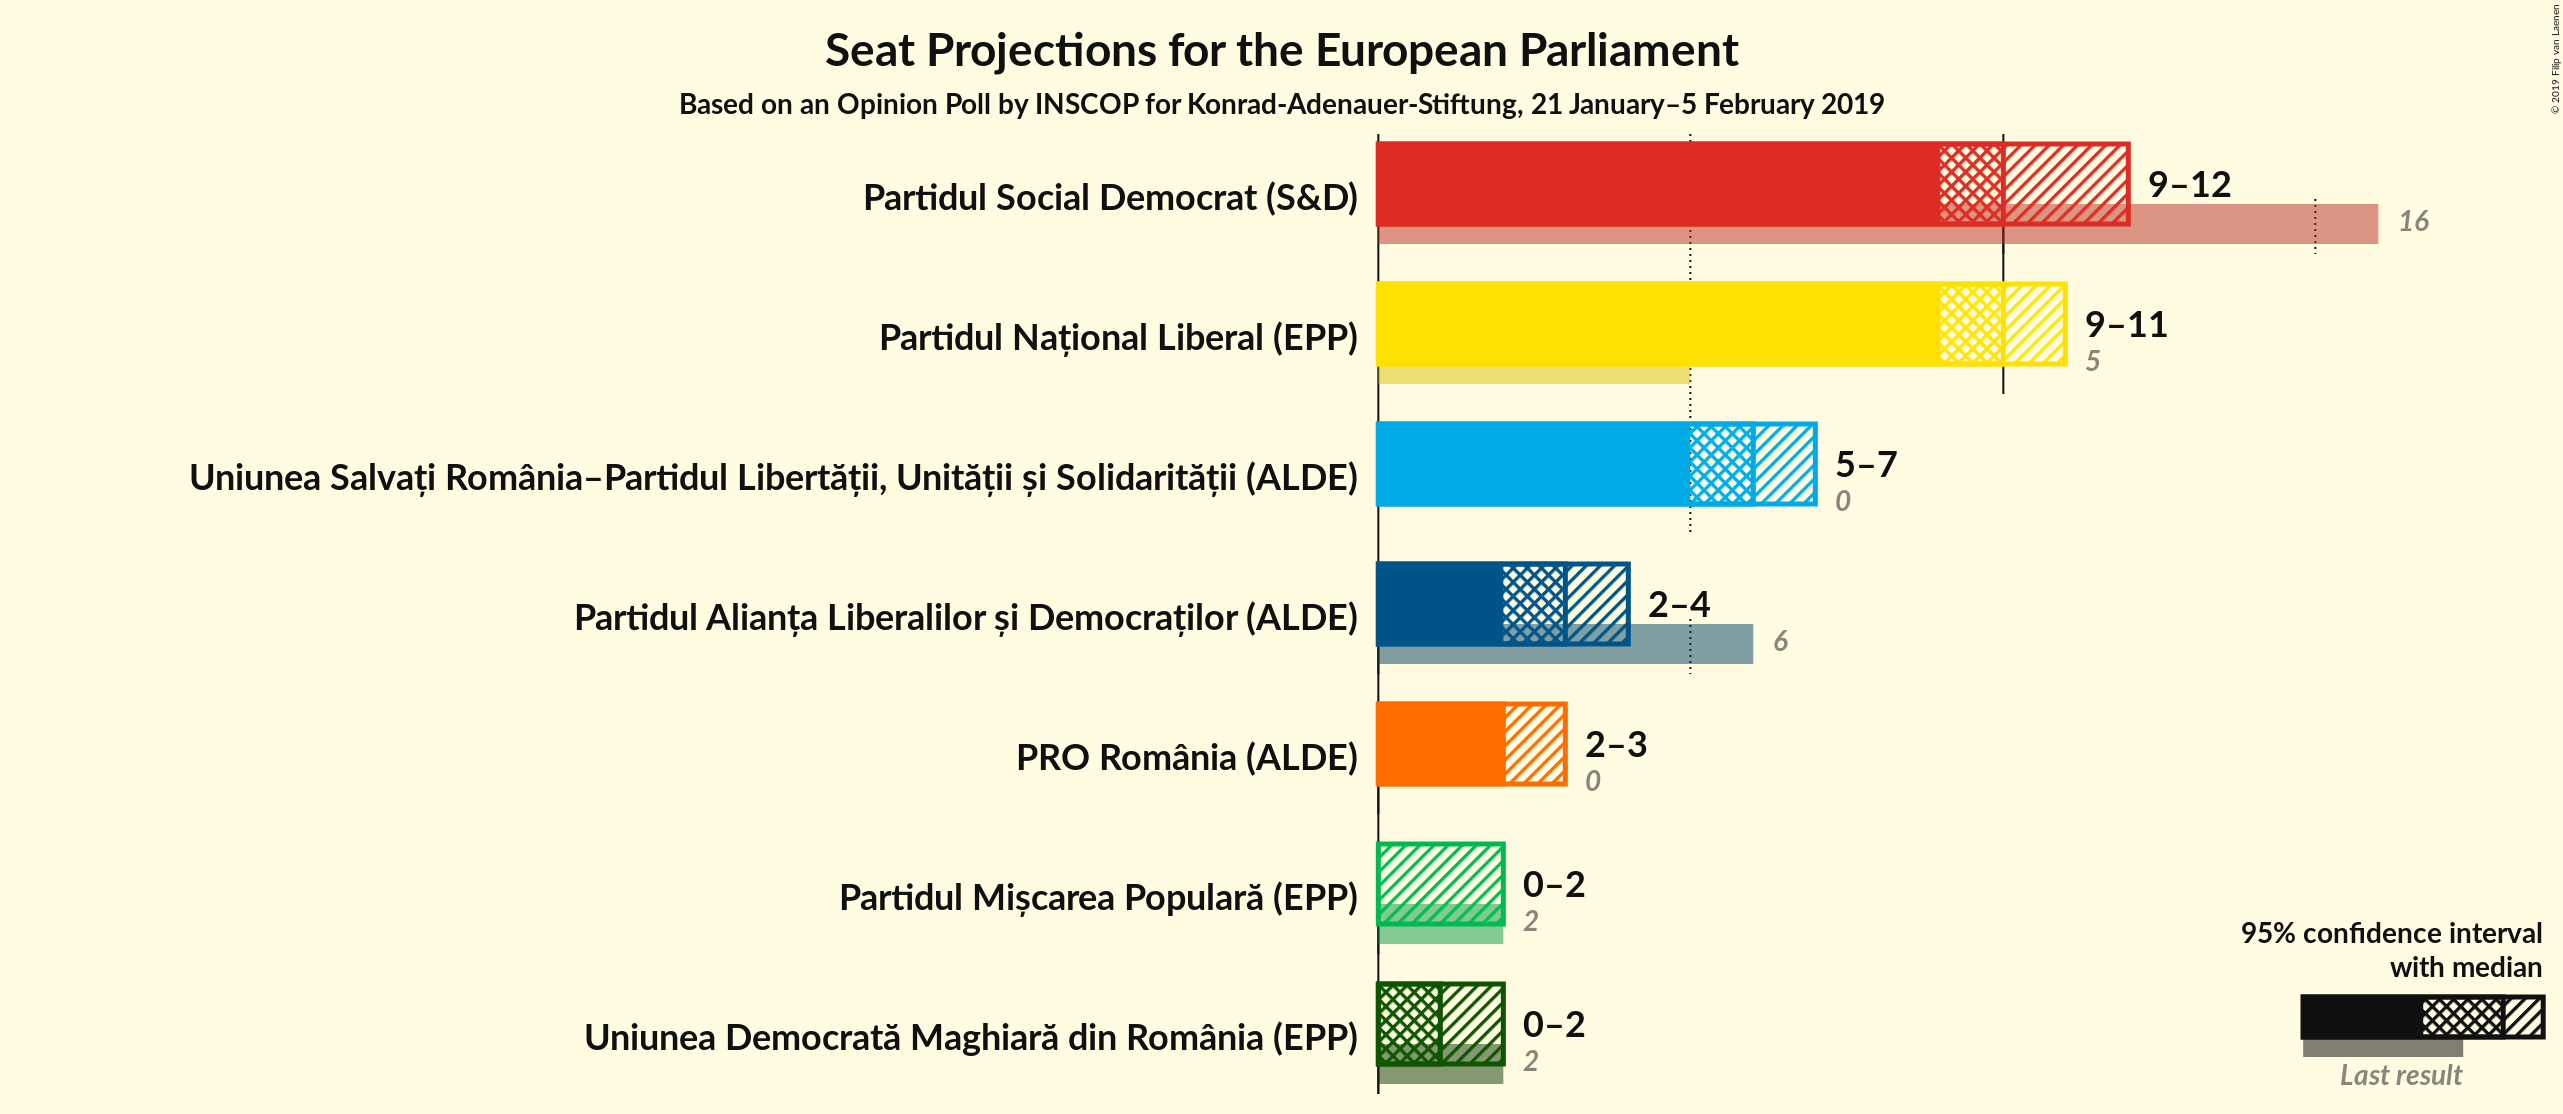 Seat Projections for the European Parliament
Based on an Opinion Poll by INSCOP for Konrad-Adenauer-Stiftung, 21 January–5 February 2019
© 2019 Filip van Laenen
Partidul Social Democrat (S&D)
9–12
16
Partidul Național Liberal (EPP)
9–11
5
Uniunea Salvați România–Partidul Libertății, Unității și Solidarității (ALDE)
5–7
0
Partidul Alianța Liberalilor și Democraților (ALDE)
2–4
6
PRO România (ALDE)
2–3
0
Partidul Mișcarea Populară (EPP)
0–2
2
Uniunea Democrată Maghiară din România (EPP)
0–2
2
95% confidence interval
with median
Last result